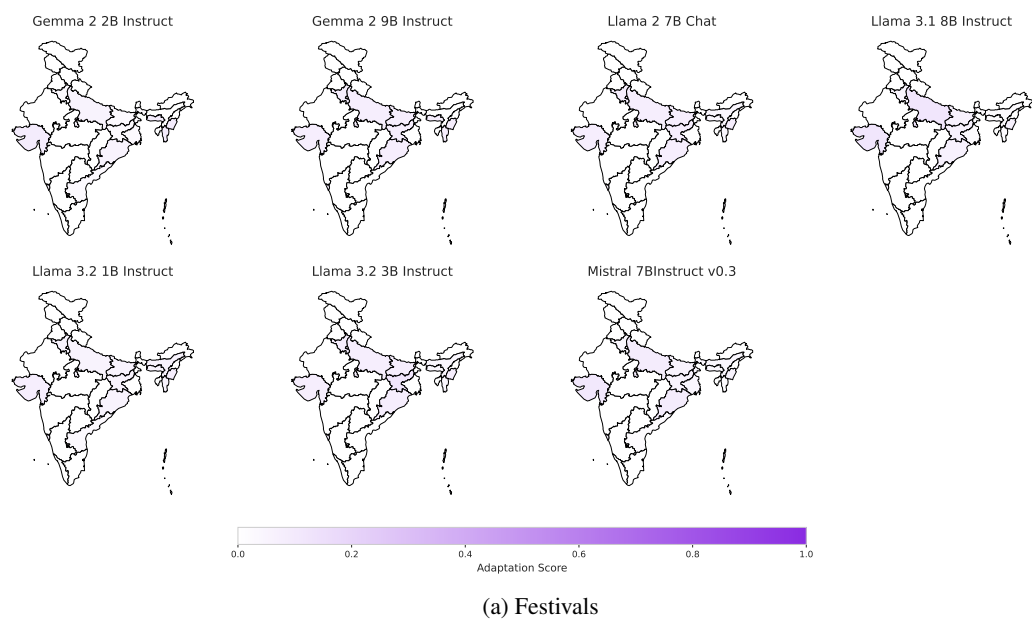 Gemma 2 2B Instruct
Gemma 2 9B Instruct
Llama 2 7B Chat
Llama 3.1 8B Instruct
Llama 3.2 1B Instruct
Llama 3.2 3B Instruct
Mistral 7BInstruct v0.3
0.0 0.2 0.4 0.6 0.8 1.0
Adaptation Score
(a) Festivals